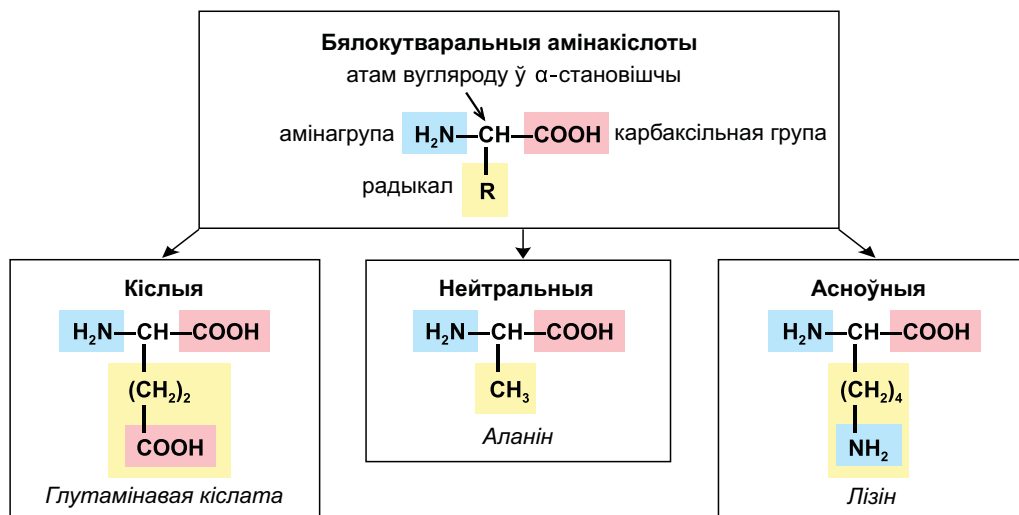 Бялокутваральныя амінакіслоты
атам вугляроду ў α-становішчы
амінагрупа H₂N—CH—COOH карбаксільная група
радыкал R
Кіслыя
H₂N—CH—COOH
(CH₂)₂
COOH
Глутамінавая кіслата
Нейтральныя
H₂N—CH—COOH
CH₃
Аланін
Асноўныя
H₂N—CH—COOH
(CH₂)₄
NH₂
Лізін